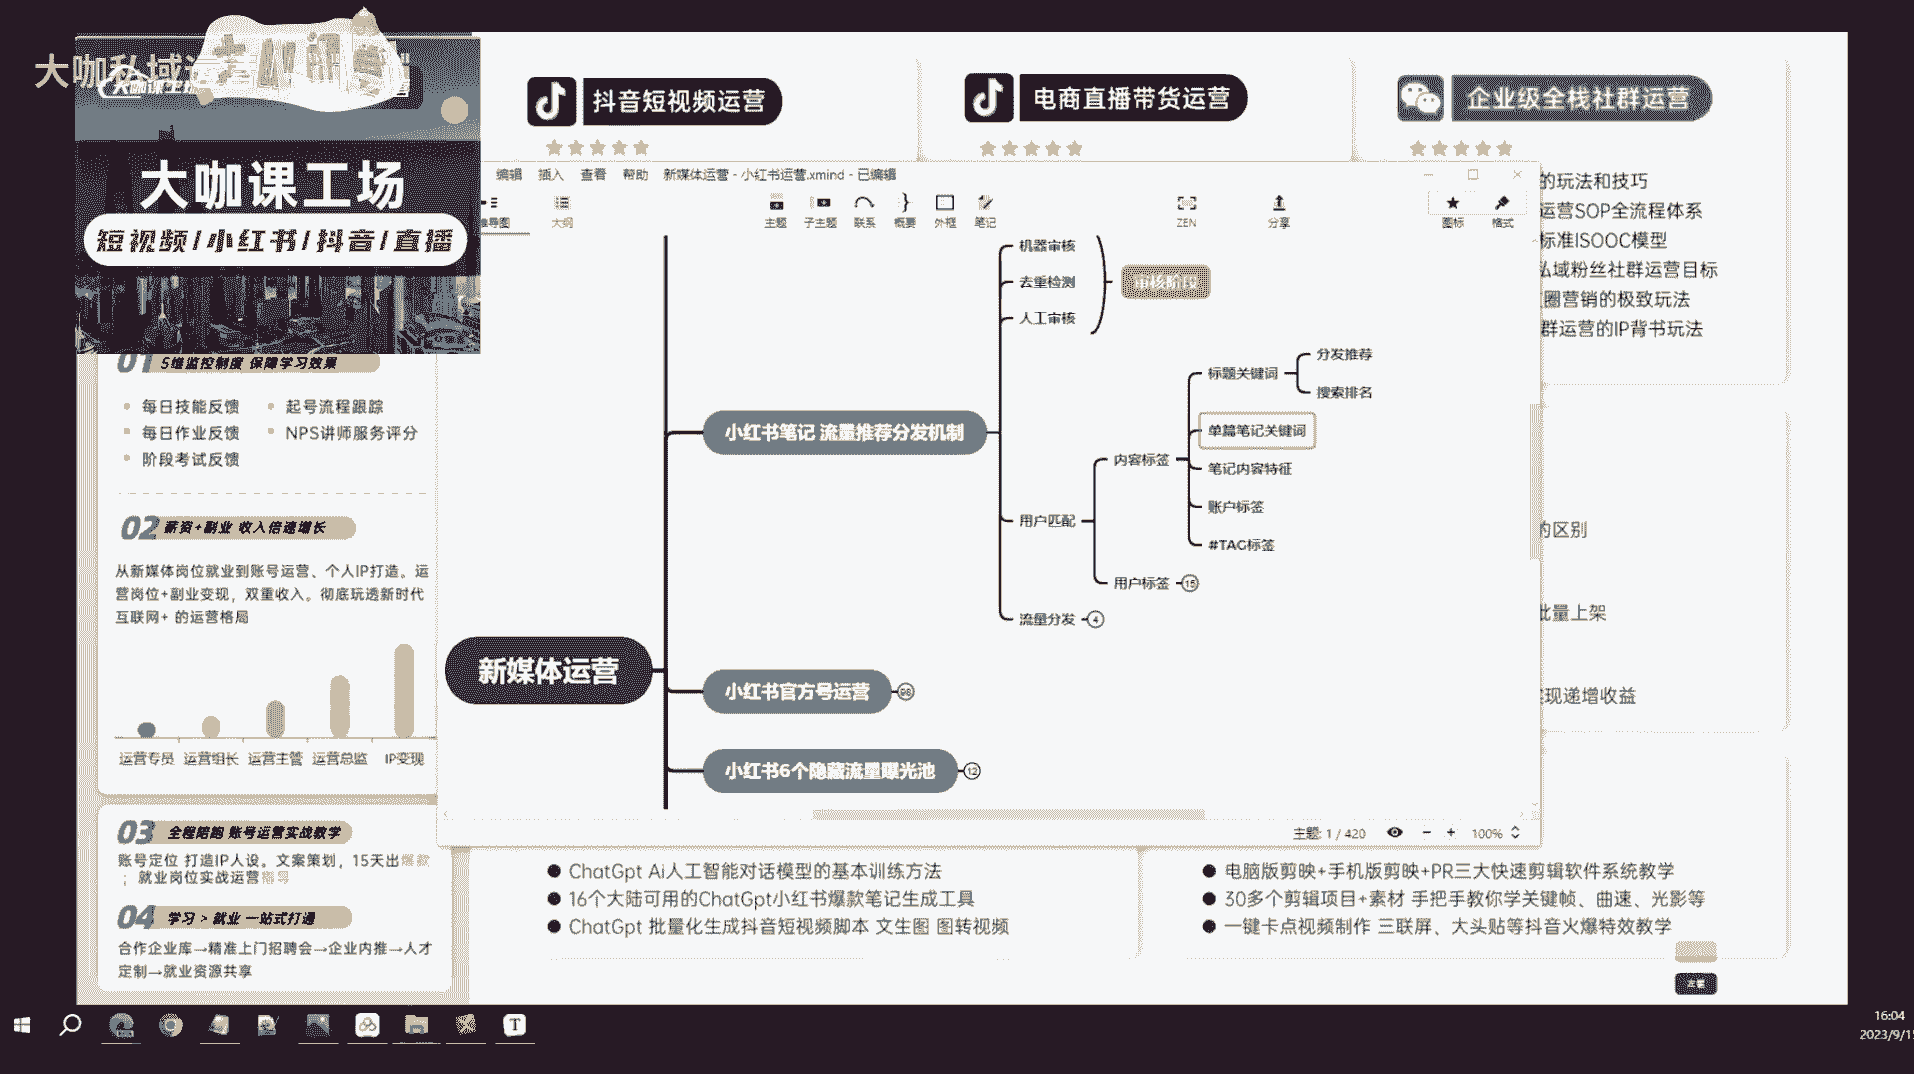 大咖私域运
大咖课工场
短视频/小红书/抖音/直播
01 5维监控制度 保障学习效果
每日技能反馈
起号流程跟踪
每日作业反馈
NPS讲师服务评分
阶段考试反馈
02 薪资+副业 收入倍速增长
从新媒体岗位就业到账号运营、个人IP打造。运
营岗位+副业变现，双重收入。彻底玩透新时代
互联网+ 的运营格局
运营专员 运营组长 运营主管 运营总监 IP变现
03 全程陪跑 账号运营实战教学
账号定位 打造IP人设。文案策划，15天出爆款
；就业岗位实战运营指导
04 学习 > 就业 一站式打通
合作企业库→精准上门招聘会→企业内推→人才
定制→就业资源共享
抖音短视频运营
电商直播带货运营
企业级全栈社群运营
编辑 插入 查看 帮助 新媒体运营 - 小红书运营.xmind - 已编辑
导图 大纲 主题 子主题 联系 概要 外框 笔记 ZEN 分享 图标 格式
机器审核
去重检测
人工审核
审核阶段
小红书笔记 流量推荐分发机制
用户匹配
内容标签
标题关键词
分发推荐
搜索排名
单篇笔记关键词
笔记内容特征
账户标签
#TAG标签
用户标签 15
流量分发 4
新媒体运营
小红书官方号运营 98
小红书6个隐藏流量曝光池 12
主题: 1 / 420
100%
的玩法和技巧
运营SOP全流程体系
标准ISOOC模型
私域粉丝社群运营目标
圈营销的极致玩法
群运营的IP背书玩法
的区别
批量上架
现递增收益
ChatGpt Ai人工智能对话模型的基本训练方法
16个大陆可用的ChatGpt小红书爆款笔记生成工具
ChatGpt 批量化生成抖音短视频脚本 文生图 图转视频
电脑版剪映+手机版剪映+PR三大快速剪辑软件系统教学
30多个剪辑项目+素材 手把手教你学关键帧、曲速、光影等
一键卡点视频制作 三联屏、大头贴等抖音火爆特效教学
T
16:04
2023/9/1